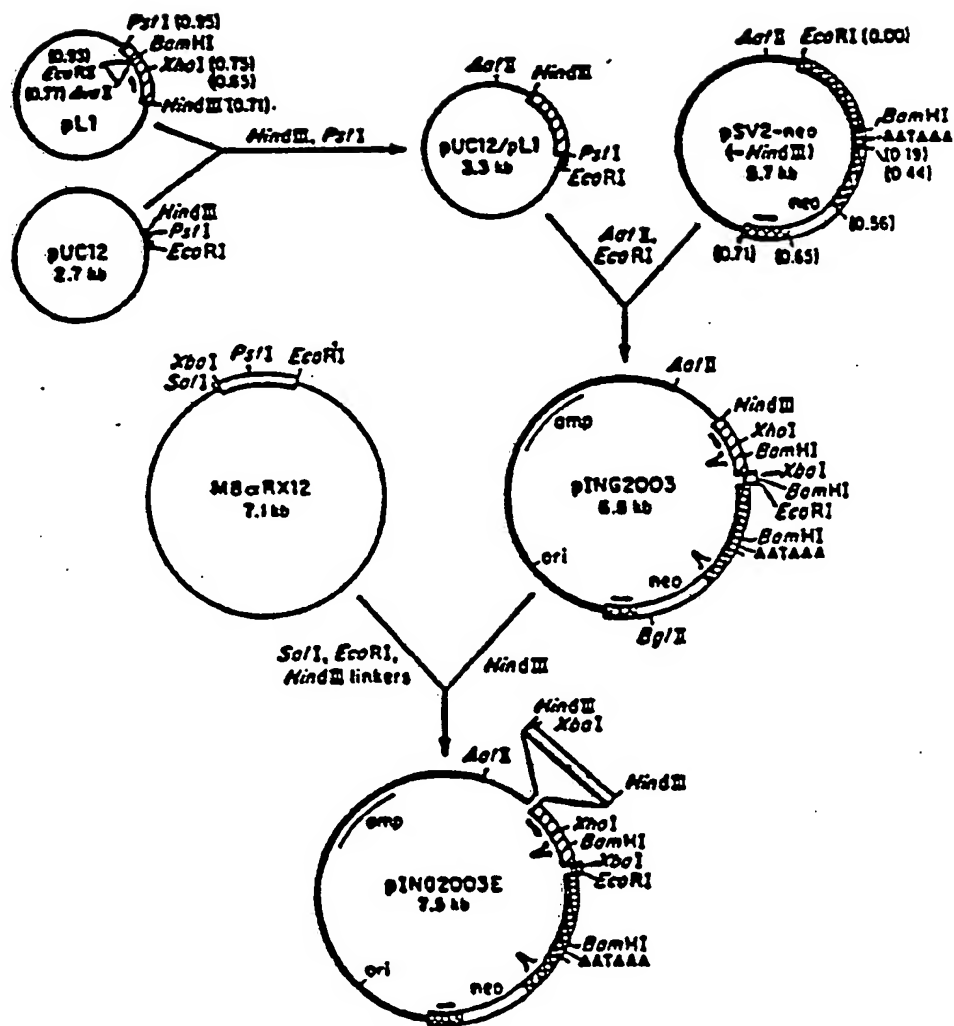 PstI (0.95)
BamHI
(0.93)
EcoRI
XhoI (0.75)
(0.85)
(0.77) AvaI
HindIII (0.71)
pL1
HindIII, PstI
AatII
HindIII
pUC12/pL1
3.3 kb
PstI
EcoRI
AatII
EcoRI (0.00)
pSV2-neo
(-HindIII)
5.7 kb
BamHI
AATAAA
(0.19)
(0.44)
neo
(0.56)
(0.71)
(0.65)
pUC12
2.7 kb
HindIII
PstI
EcoRI
AatII,
EcoRI
XbaI
SalI
PstI
EcoRI
M8αRX12
7.1 kb
AatII
HindIII
XhoI
BamHI
XbaI
BamHI
EcoRI
BamHI
AATAAA
amp
pING2003
6.6 kb
ori
neo
BglII
SalI, EcoRI,
HindIII linkers
HindIII
HindIII
XbaI
AatII
HindIII
XhoI
BamHI
XbaI
EcoRI
amp
pING2003E
7.5 kb
BamHI
AATAAA
ori
neo